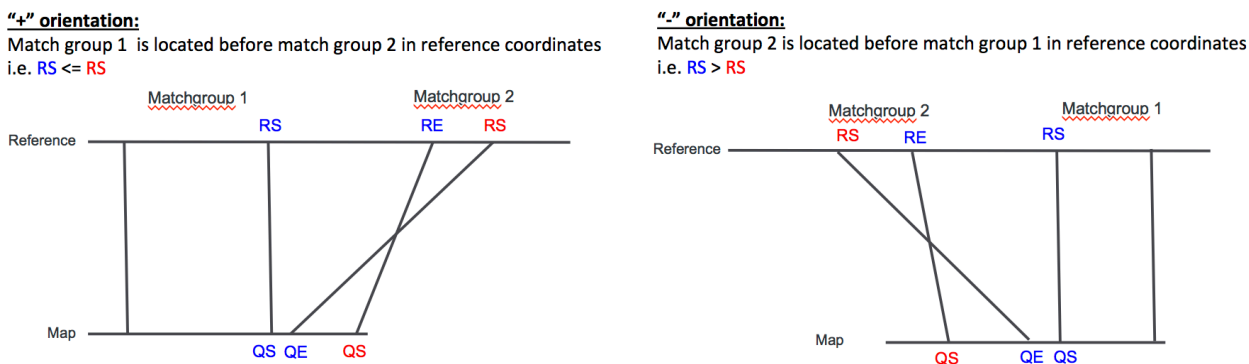 "+" orientation:
Match group 1 is located before match group 2 in reference coordinates
i.e. RS <= RS
Matchgroup 1 Matchgroup 2
RS RE RS
Reference
Map
QS QE QS
"-" orientation:
Match group 2 is located before match group 1 in reference coordinates
i.e. RS > RS
Matchgroup 2 Matchgroup 1
RS RE RS
Reference
Map
QS QE QS